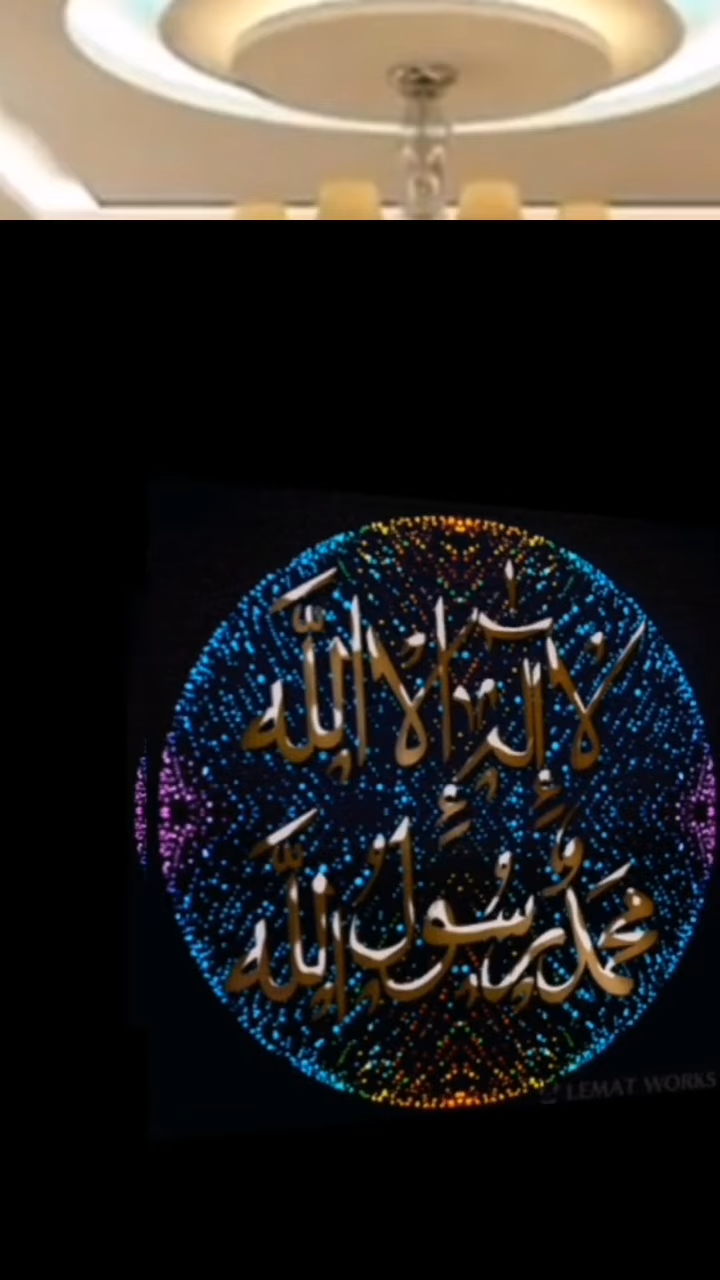 لَا إِلٰهَ إِلَّا اللَّه
مُحَمَّدٌ رَسُولُ اللَّه
LEMAT WORKS